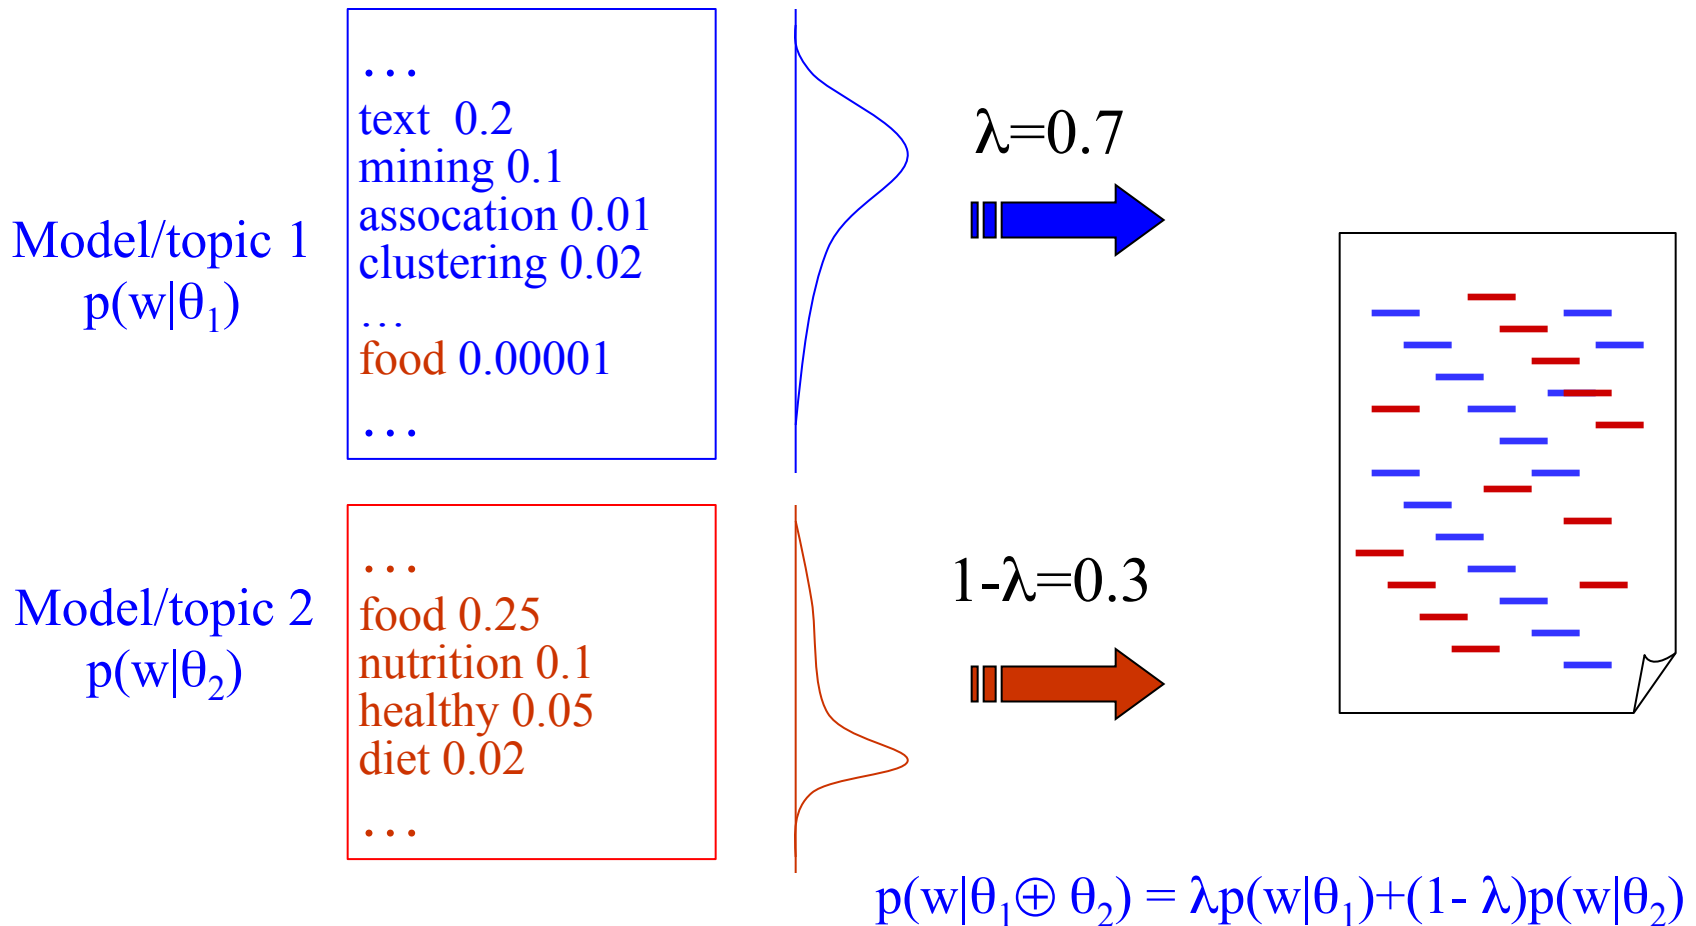 Model/topic 1
p(w|θ₁)
…
text 0.2
mining 0.1
assocation 0.01
clustering 0.02
…
food 0.00001
…
λ=0.7
Model/topic 2
p(w|θ₂)
…
food 0.25
nutrition 0.1
healthy 0.05
diet 0.02
…
1-λ=0.3
p(w|θ₁⊕ θ₂) = λp(w|θ₁)+(1- λ)p(w|θ₂)